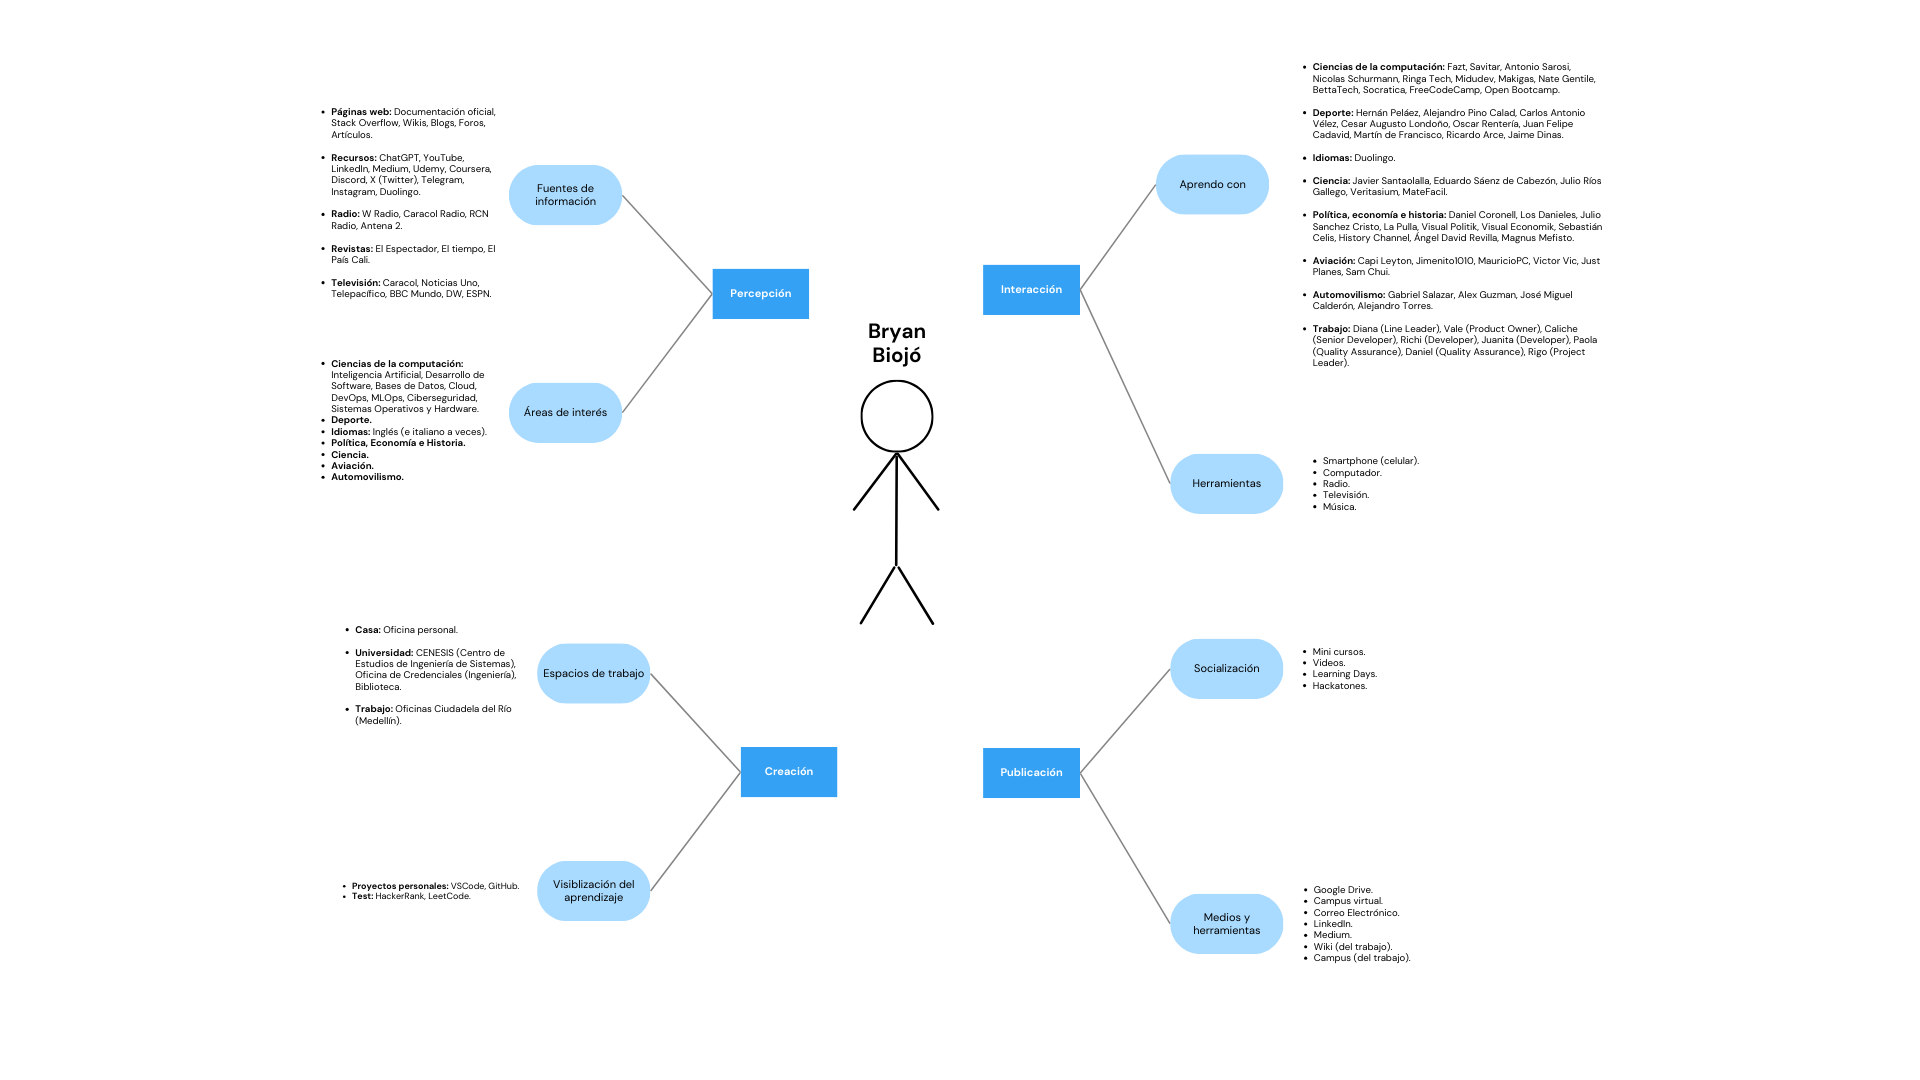 Bryan
Biojó
Percepción
Fuentes de
información
• Páginas web: Documentación oficial,
Stack Overflow, Wikis, Blogs, Foros,
Artículos.
• Recursos: ChatGPT, YouTube,
LinkedIn, Medium, Udemy, Coursera,
Discord, X (Twitter), Telegram,
Instagram, Duolingo.
• Radio: W Radio, Caracol Radio, RCN
Radio, Antena 2.
• Revistas: El Espectador, El tiempo, El
País Cali.
• Televisión: Caracol, Noticias Uno,
Telepacífico, BBC Mundo, DW, ESPN.
Áreas de interés
• Ciencias de la computación:
Inteligencia Artificial, Desarrollo de
Software, Bases de Datos, Cloud,
DevOps, MLOps, Ciberseguridad,
Sistemas Operativos y Hardware.
• Deporte.
• Idiomas: Inglés (e italiano a veces).
• Política, Economía e Historia.
• Ciencia.
• Aviación.
• Automovilismo.
Interacción
Aprendo con
• Ciencias de la computación: Fazt, Savitar, Antonio Sarosi,
Nicolas Schurmann, Ringa Tech, Midudev, Makigas, Nate Gentile,
BettaTech, Socratica, FreeCodeCamp, Open Bootcamp.
• Deporte: Hernán Peláez, Alejandro Pino Calad, Carlos Antonio
Vélez, Cesar Augusto Londoño, Oscar Rentería, Juan Felipe
Cadavid, Martín de Francisco, Ricardo Arce, Jaime Dinas.
• Idiomas: Duolingo.
• Ciencia: Javier Santaolalla, Eduardo Sáenz de Cabezón, Julio Ríos
Gallego, Veritasium, MateFacil.
• Política, economía e historia: Daniel Coronell, Los Danieles, Julio
Sanchez Cristo, La Pulla, Visual Politik, Visual Economik, Sebastián
Celis, History Channel, Ángel David Revilla, Magnus Mefisto.
• Aviación: Capi Leyton, Jimenito1010, MauricioPC, Victor Vic, Just
Planes, Sam Chui.
• Automovilismo: Gabriel Salazar, Alex Guzman, José Miguel
Calderón, Alejandro Torres.
• Trabajo: Diana (Line Leader), Vale (Product Owner), Caliche
(Senior Developer), Richi (Developer), Juanita (Developer), Paola
(Quality Assurance), Daniel (Quality Assurance), Rigo (Project
Leader).
Herramientas
• Smartphone (celular).
• Computador.
• Radio.
• Televisión.
• Música.
Creación
Espacios de trabajo
• Casa: Oficina personal.
• Universidad: CENESIS (Centro de
Estudios de Ingeniería de Sistemas),
Oficina de Credenciales (Ingeniería),
Biblioteca.
• Trabajo: Oficinas Ciudadela del Río
(Medellín).
Visiblización del
aprendizaje
• Proyectos personales: VSCode, GitHub.
• Test: HackerRank, LeetCode.
Publicación
Socialización
• Mini cursos.
• Videos.
• Learning Days.
• Hackatones.
Medios y
herramientas
• Google Drive.
• Campus virtual.
• Correo Electrónico.
• LinkedIn.
• Medium.
• Wiki (del trabajo).
• Campus (del trabajo).